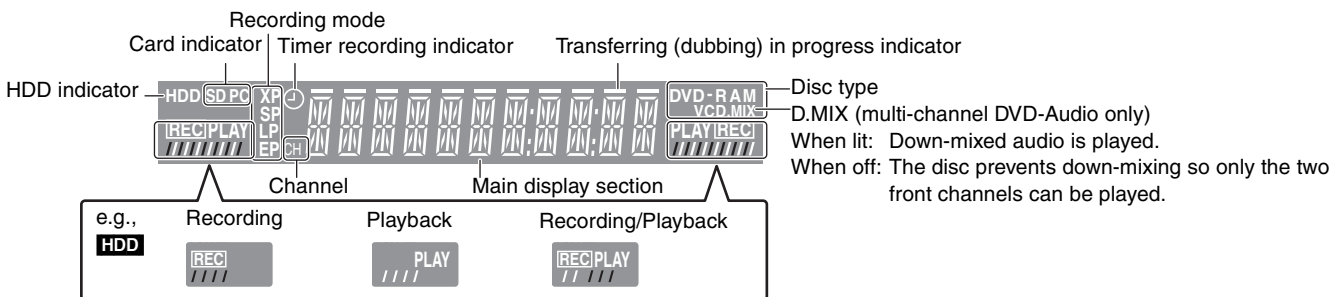 Recording mode
Card indicator Timer recording indicator Transferring (dubbing) in progress indicator
HDD indicator HDD SD PC XP DVD-RAM Disc type
SP VCD.MIX D.MIX (multi-channel DVD-Audio only)
REC PLAY LP PLAY REC When lit: Down-mixed audio is played.
EP CH When off: The disc prevents down-mixing so only the two
front channels can be played.
Channel Main display section
e.g., Recording Playback Recording/Playback
HDD
REC PLAY REC PLAY